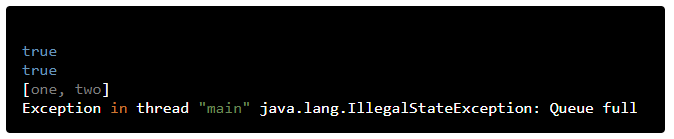 true
true
[one, two]
Exception in thread "main" java.lang.IllegalStateException: Queue full